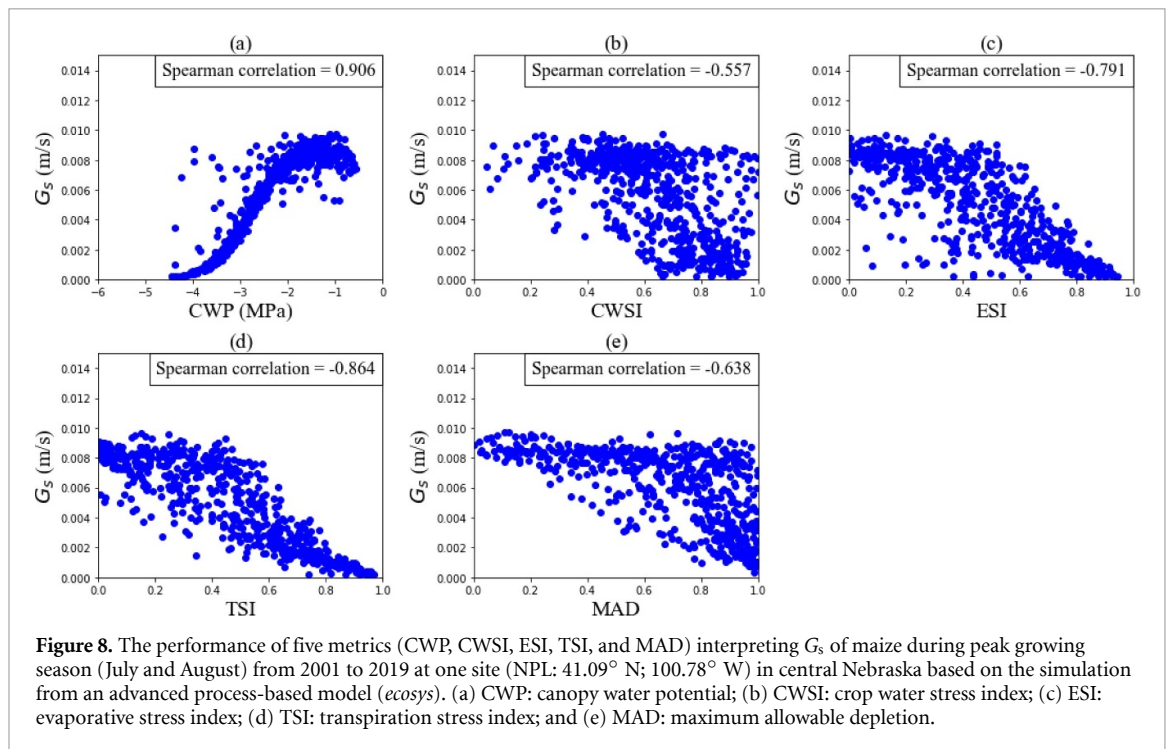 (a)
Spearman correlation = 0.906
0.014
0.012
0.010
0.008
0.006
0.004
0.002
0.000
Gs (m/s)
−6 −5 −4 −3 −2 −1 0
CWP (MPa)
(b)
Spearman correlation = -0.557
0.014
0.012
0.010
0.008
0.006
0.004
0.002
0.000
Gs (m/s)
0.0 0.2 0.4 0.6 0.8 1.0
CWSI
(c)
Spearman correlation = -0.791
0.014
0.012
0.010
0.008
0.006
0.004
0.002
0.000
Gs (m/s)
0.0 0.2 0.4 0.6 0.8 1.0
ESI
(d)
Spearman correlation = -0.864
0.014
0.012
0.010
0.008
0.006
0.004
0.002
0.000
Gs (m/s)
0.0 0.2 0.4 0.6 0.8 1.0
TSI
(e)
Spearman correlation = -0.638
0.014
0.012
0.010
0.008
0.006
0.004
0.002
0.000
Gs (m/s)
0.0 0.2 0.4 0.6 0.8 1.0
MAD
Figure 8. The performance of five metrics (CWP, CWSI, ESI, TSI, and MAD) interpreting Gs of maize during peak growing
season (July and August) from 2001 to 2019 at one site (NPL: 41.09° N; 100.78° W) in central Nebraska based on the simulation
from an advanced process-based model (ecosys). (a) CWP: canopy water potential; (b) CWSI: crop water stress index; (c) ESI:
evaporative stress index; (d) TSI: transpiration stress index; and (e) MAD: maximum allowable depletion.